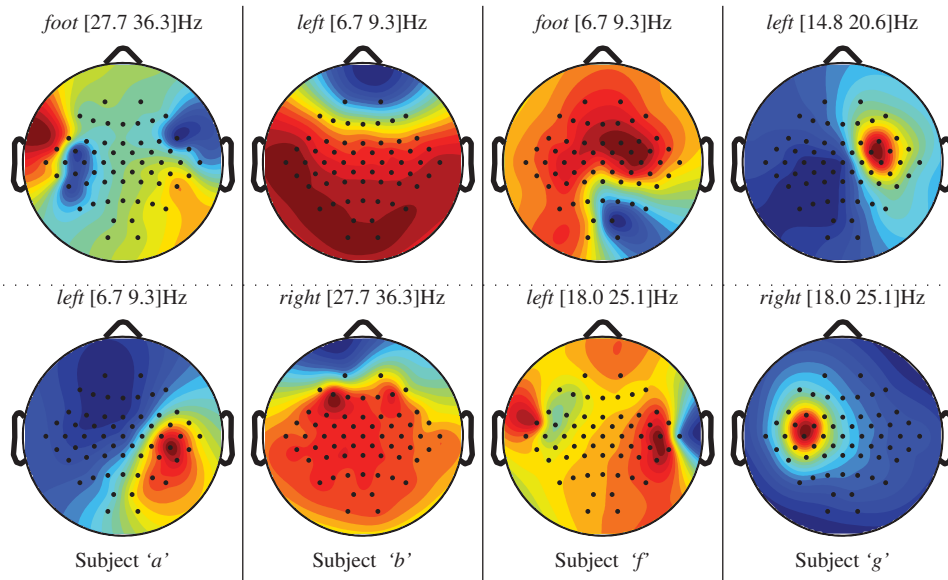 foot [27.7 36.3]Hz
left [6.7 9.3]Hz
foot [6.7 9.3]Hz
left [14.8 20.6]Hz
left [6.7 9.3]Hz
right [27.7 36.3]Hz
left [18.0 25.1]Hz
right [18.0 25.1]Hz
Subject ‘a’
Subject ‘b’
Subject ‘f’
Subject ‘g’